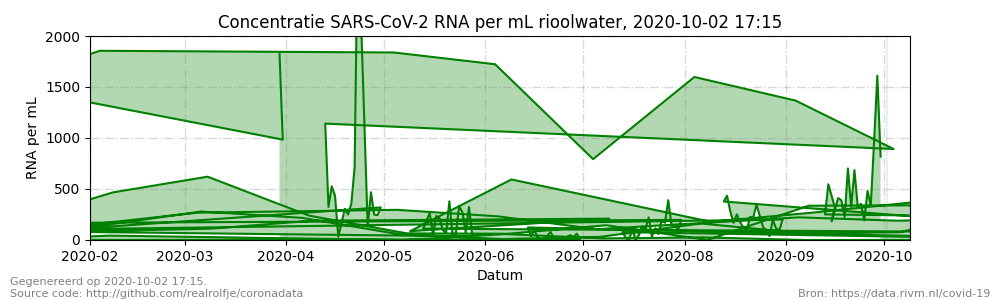 Concentratie SARS-CoV-2 RNA per mL rioolwater, 2020-10-02 17:15
2000
1500
1000
500
0
RNA per mL
2020-02 2020-03 2020-04 2020-05 2020-06 2020-07 2020-08 2020-09 2020-10
Datum
Gegenereerd op 2020-10-02 17:15.
Source code: http://github.com/realrolfje/coronadata
Bron: https://data.rivm.nl/covid-19